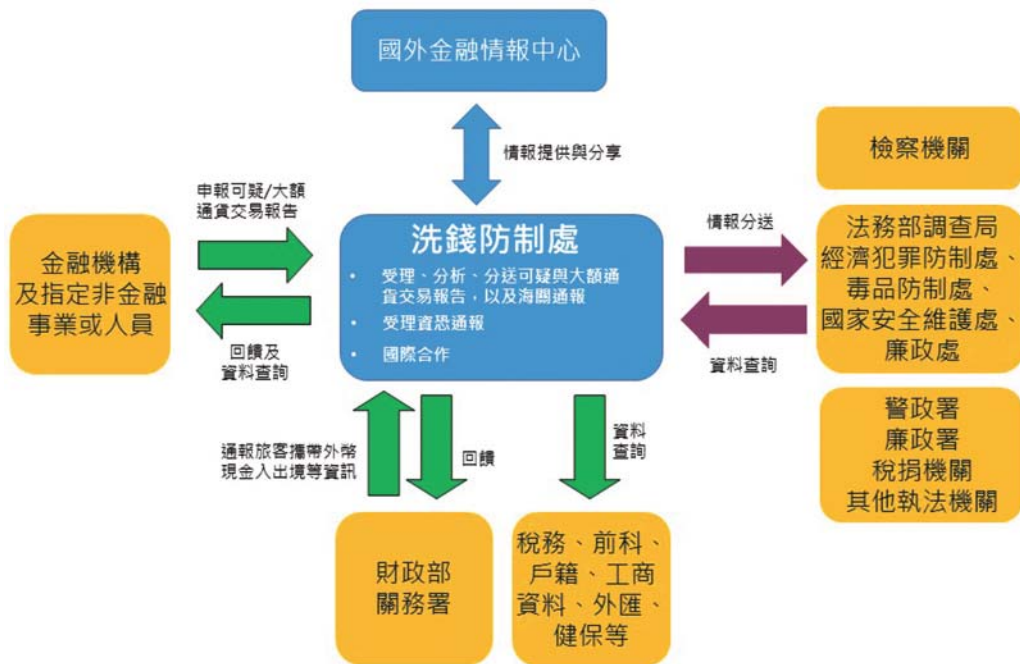 國外金融情報中心
情報提供與分享
申報可疑/大額
通貨交易報告
金融機構
及指定非金融
事業或人員
回饋及
資料查詢
洗錢防制處
• 受理、分析、分送可疑與大額通
貨交易報告，以及海關通報
• 受理資恐通報
• 國際合作
情報分送
資料查詢
檢察機關
法務部調查局
經濟犯罪防制處、
毒品防制處、
國家安全維護處、
廉政處
警政署
廉政署
稅捐機關
其他執法機關
通報旅客攜帶外幣
現金入出境等資訊
回饋
資料
查詢
財政部
關務署
稅務、前科、
戶籍、工商
資料、外匯、
健保等